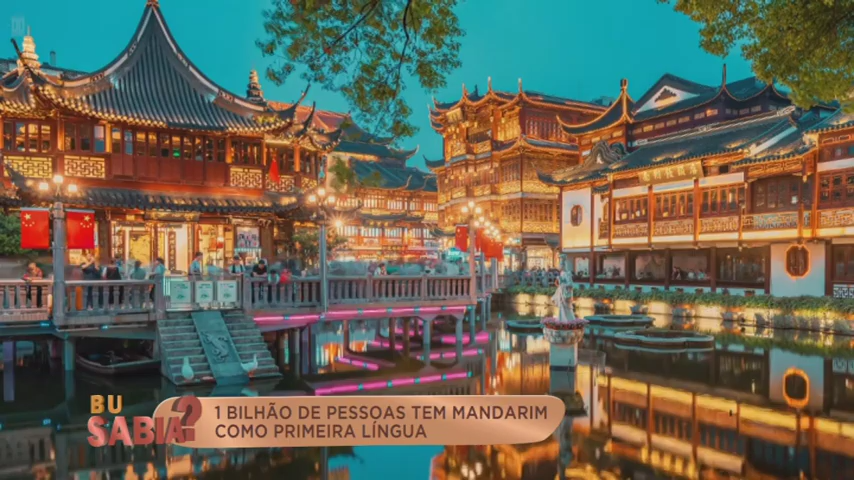 BU
SABIA?
1 BILHÃO DE PESSOAS TEM MANDARIM
COMO PRIMEIRA LÍNGUA